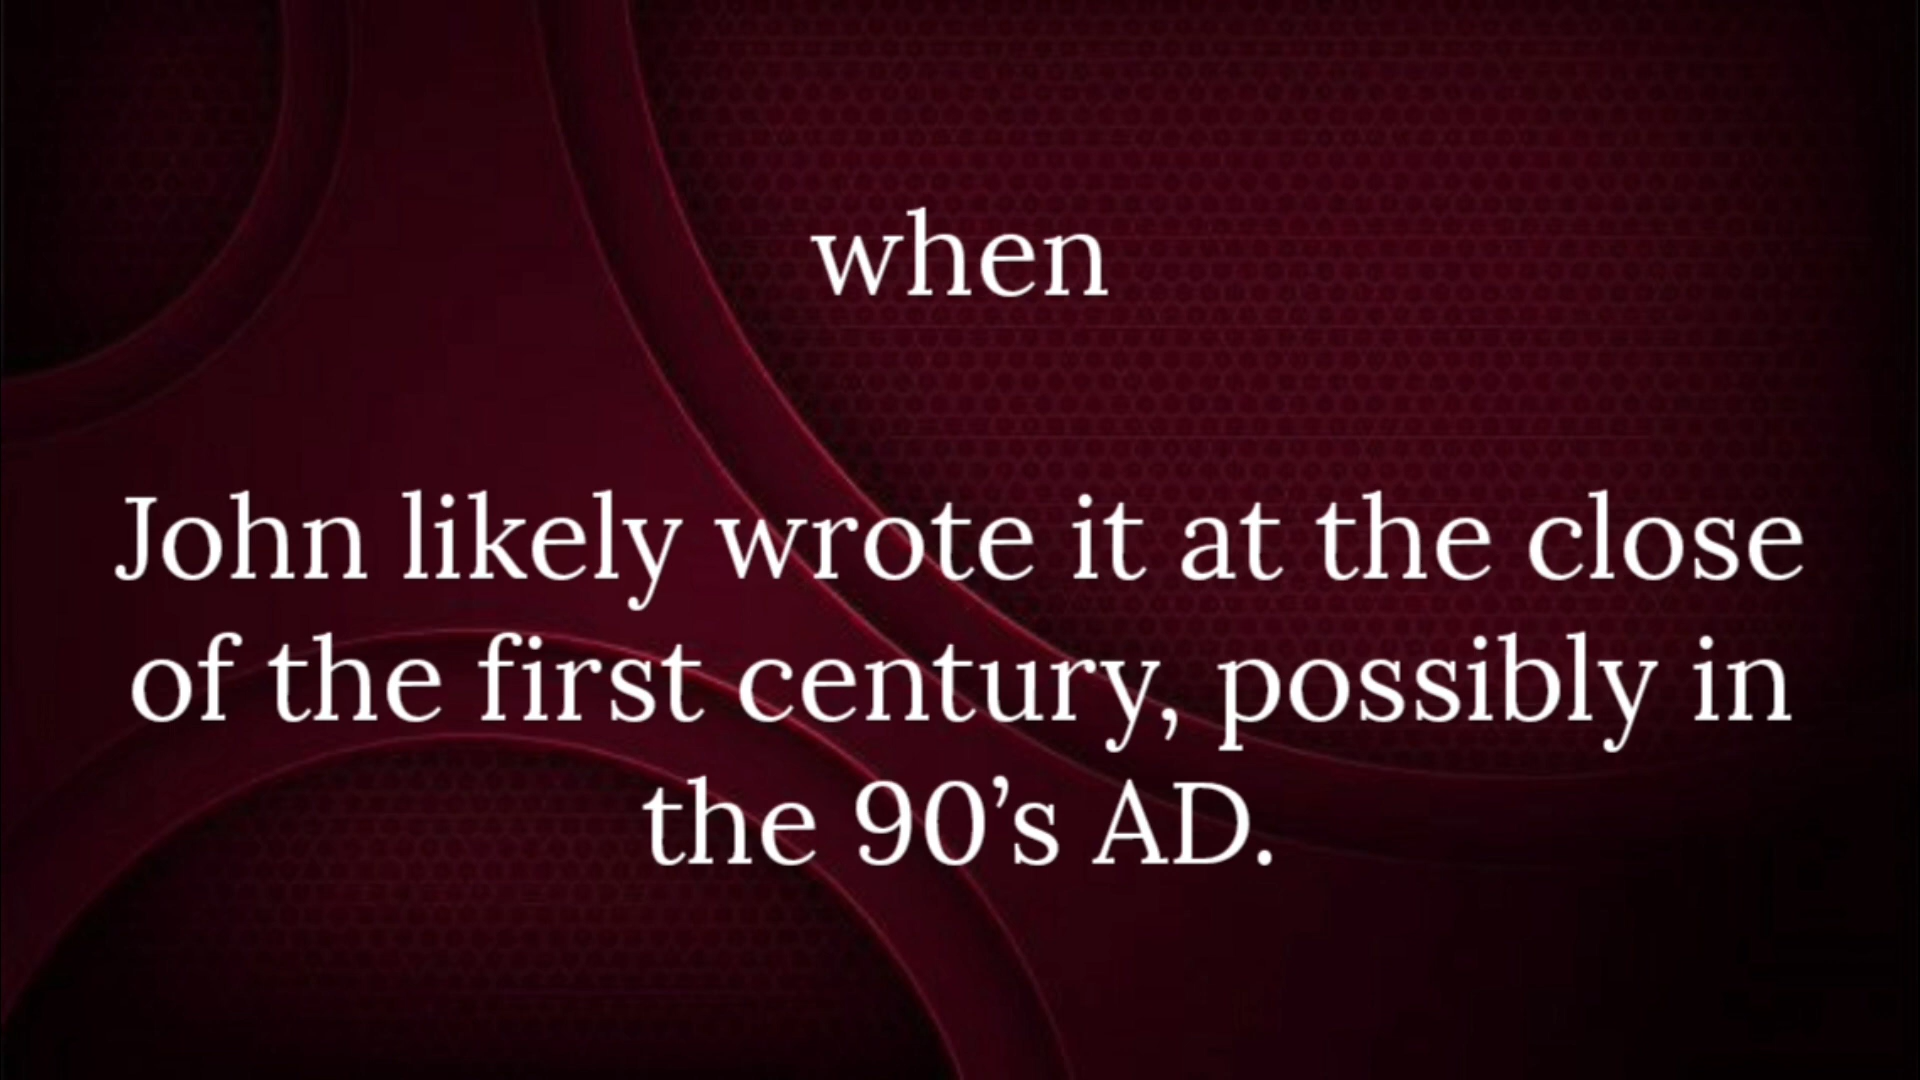 when
John likely wrote it at the close
of the first century, possibly in
the 90’s AD.